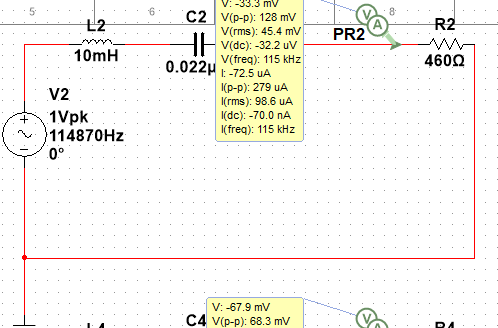 5
6
8
L2
10mH
C2
0.022µ
V: -33.3 mV
V(p-p): 128 mV
V(rms): 45.4 mV
V(dc): -32.2 uV
V(freq): 115 kHz
I: -72.5 uA
I(p-p): 279 uA
I(rms): 98.6 uA
I(dc): -70.0 nA
I(freq): 115 kHz
V
A
PR2
R2
460Ω
V2
1Vpk
114870Hz
0°
L4
C4
V: -67.9 mV
V(p-p): 68.3 mV
V
A
R4